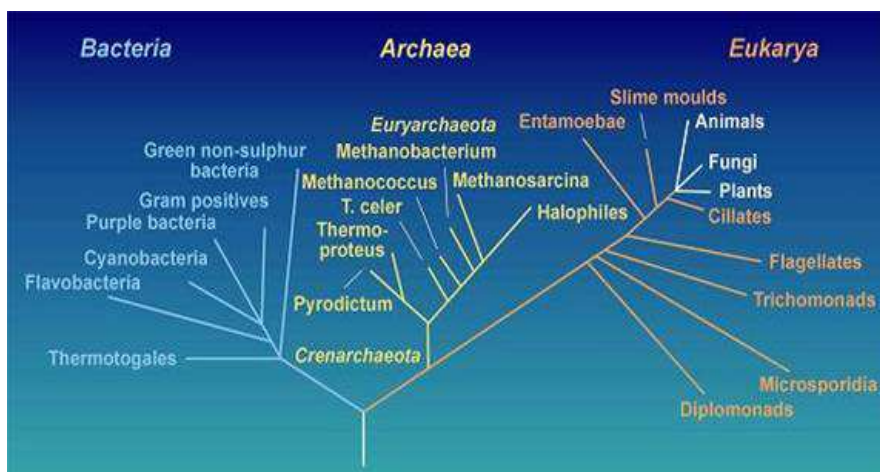 Bacteria
Archaea
Eukarya
Green non-sulphur
bacteria
Gram positives
Purple bacteria
Cyanobacteria
Flavobacteria
Thermotogales
Euryarchaeota
Methanobacterium
Methanococcus
T. celer
Thermo-
proteus
Pyrodictum
Crenarchaeota
Methanosarcina
Halophiles
Slime moulds
Entamoebae
Animals
Fungi
Plants
Cillates
Flagellates
Trichomonads
Microsporidia
Diplomonads